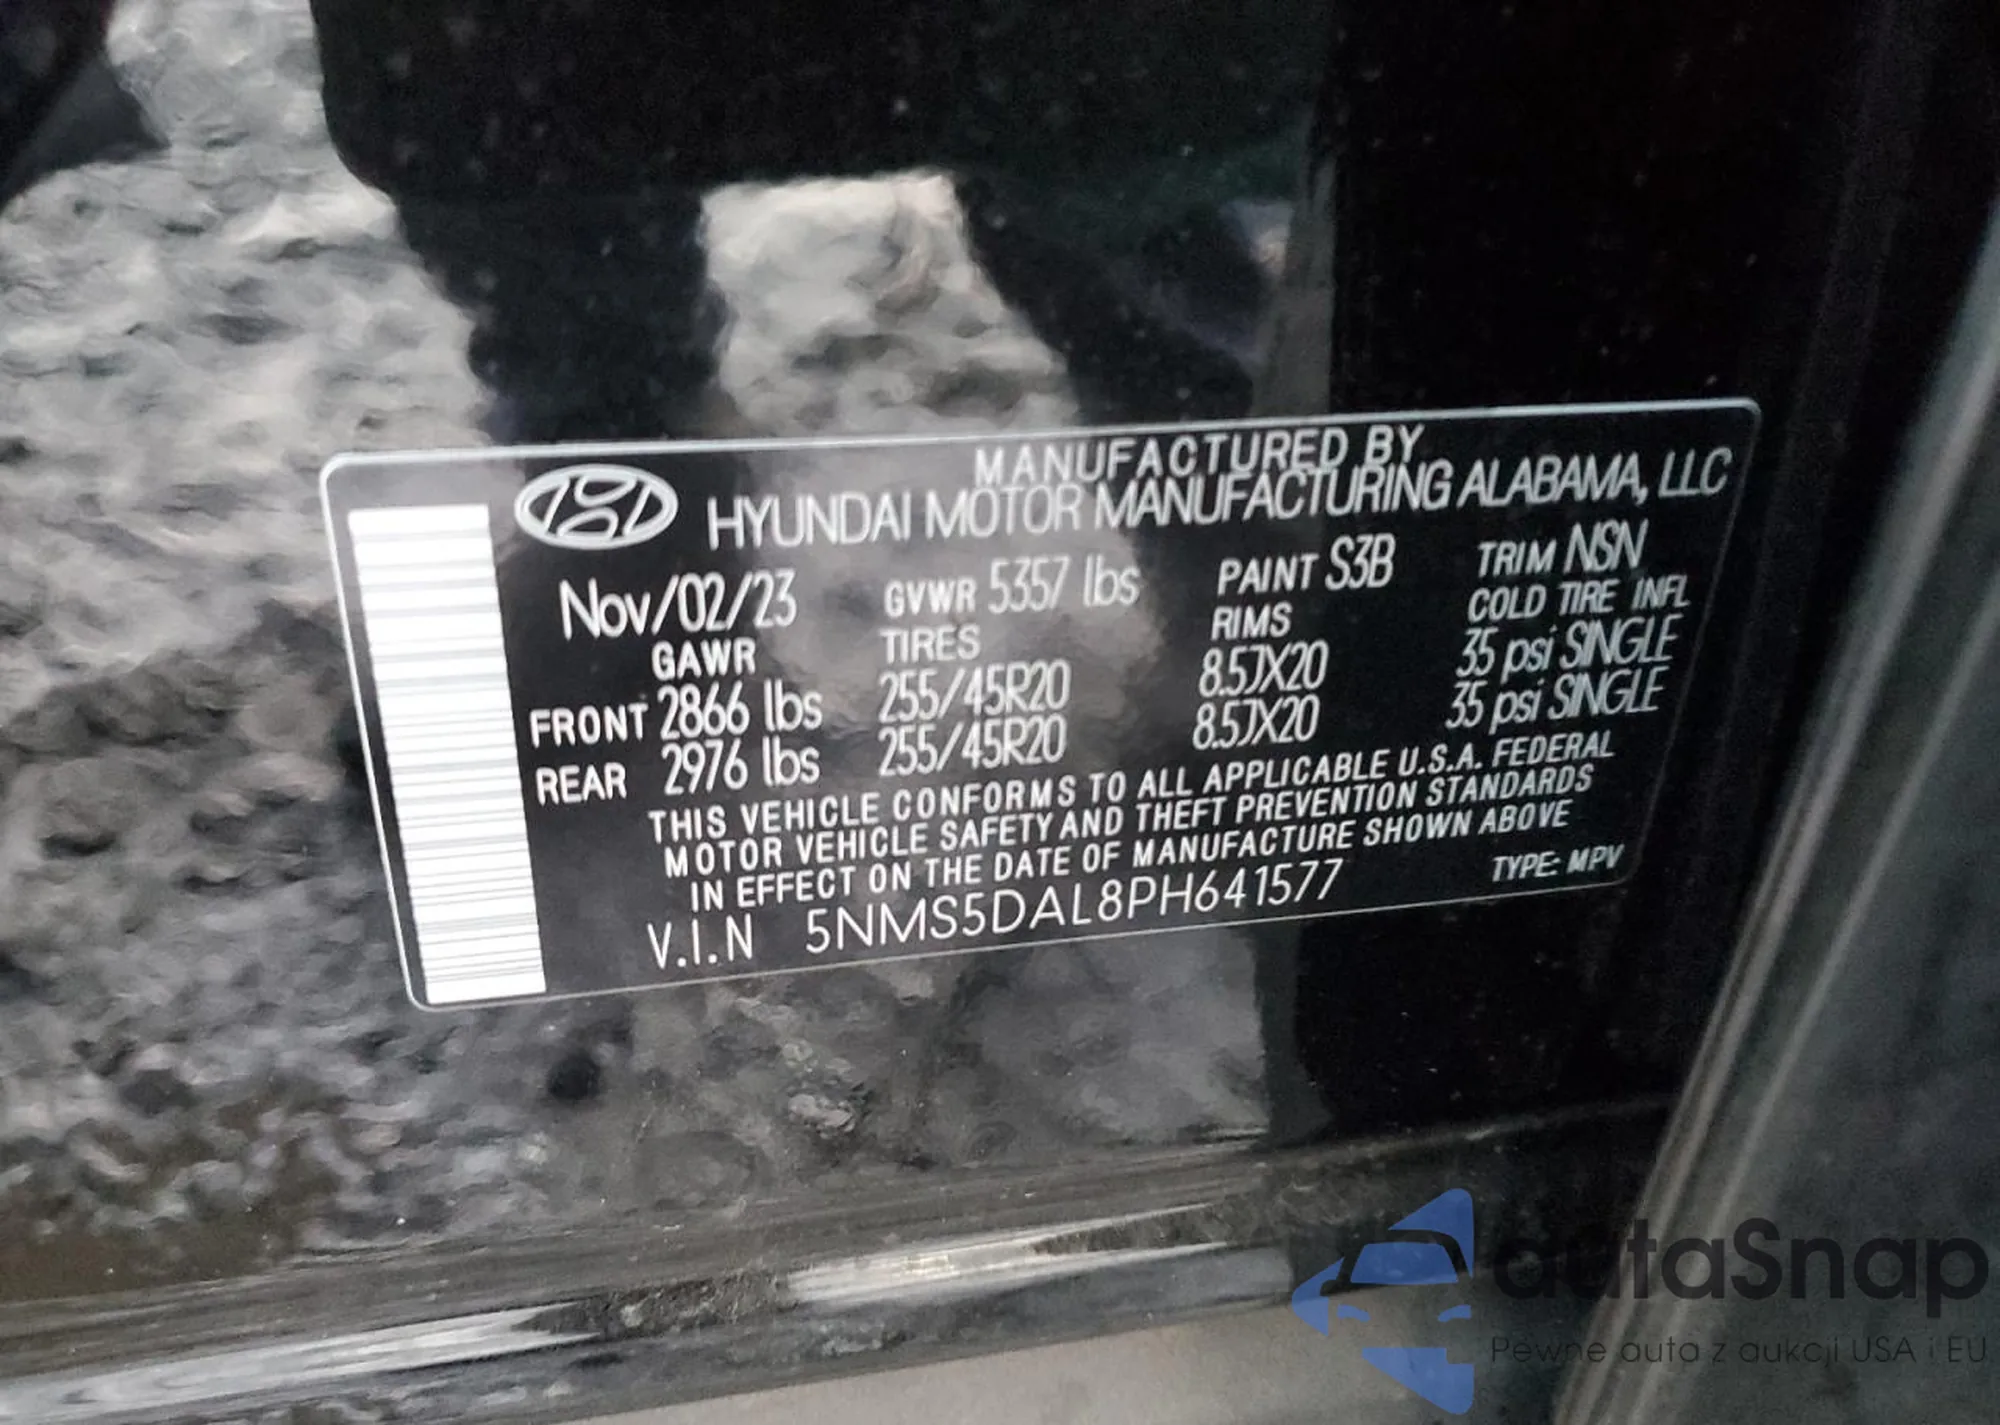 MANUFACTURED BY
HYUNDAI MOTOR MANUFACTURING ALABAMA, LLC
Nov/02/23 GVWR 5357 lbs PAINT S3B TRIM NSN
GAWR TIRES RIMS COLD TIRE INFL
FRONT 2866 lbs 255/45R20 8.5JX20 35 psi SINGLE
REAR 2976 lbs 255/45R20 8.5JX20 35 psi SINGLE
THIS VEHICLE CONFORMS TO ALL APPLICABLE U.S.A. FEDERAL
MOTOR VEHICLE SAFETY AND THEFT PREVENTION STANDARDS
IN EFFECT ON THE DATE OF MANUFACTURE SHOWN ABOVE
V.I.N 5NMS5DAL8PH641577 TYPE: MPV
autaSnap
Pewne auta z aukcji USA i EU